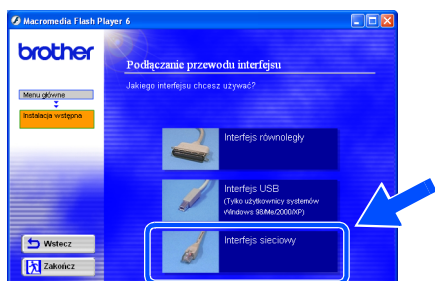 Macromedia Flash Player 6
brother
Podłączanie przewodu interfejsu
Jakiego interfejsu chcesz używać?
Menu główne
Instalacja wstępna
Interfejs równoległy
Interfejs USB
(Tylko użytkownicy systemów
Windows 98/Me/2000/XP)
Interfejs sieciowy
Wstecz
Zakończ